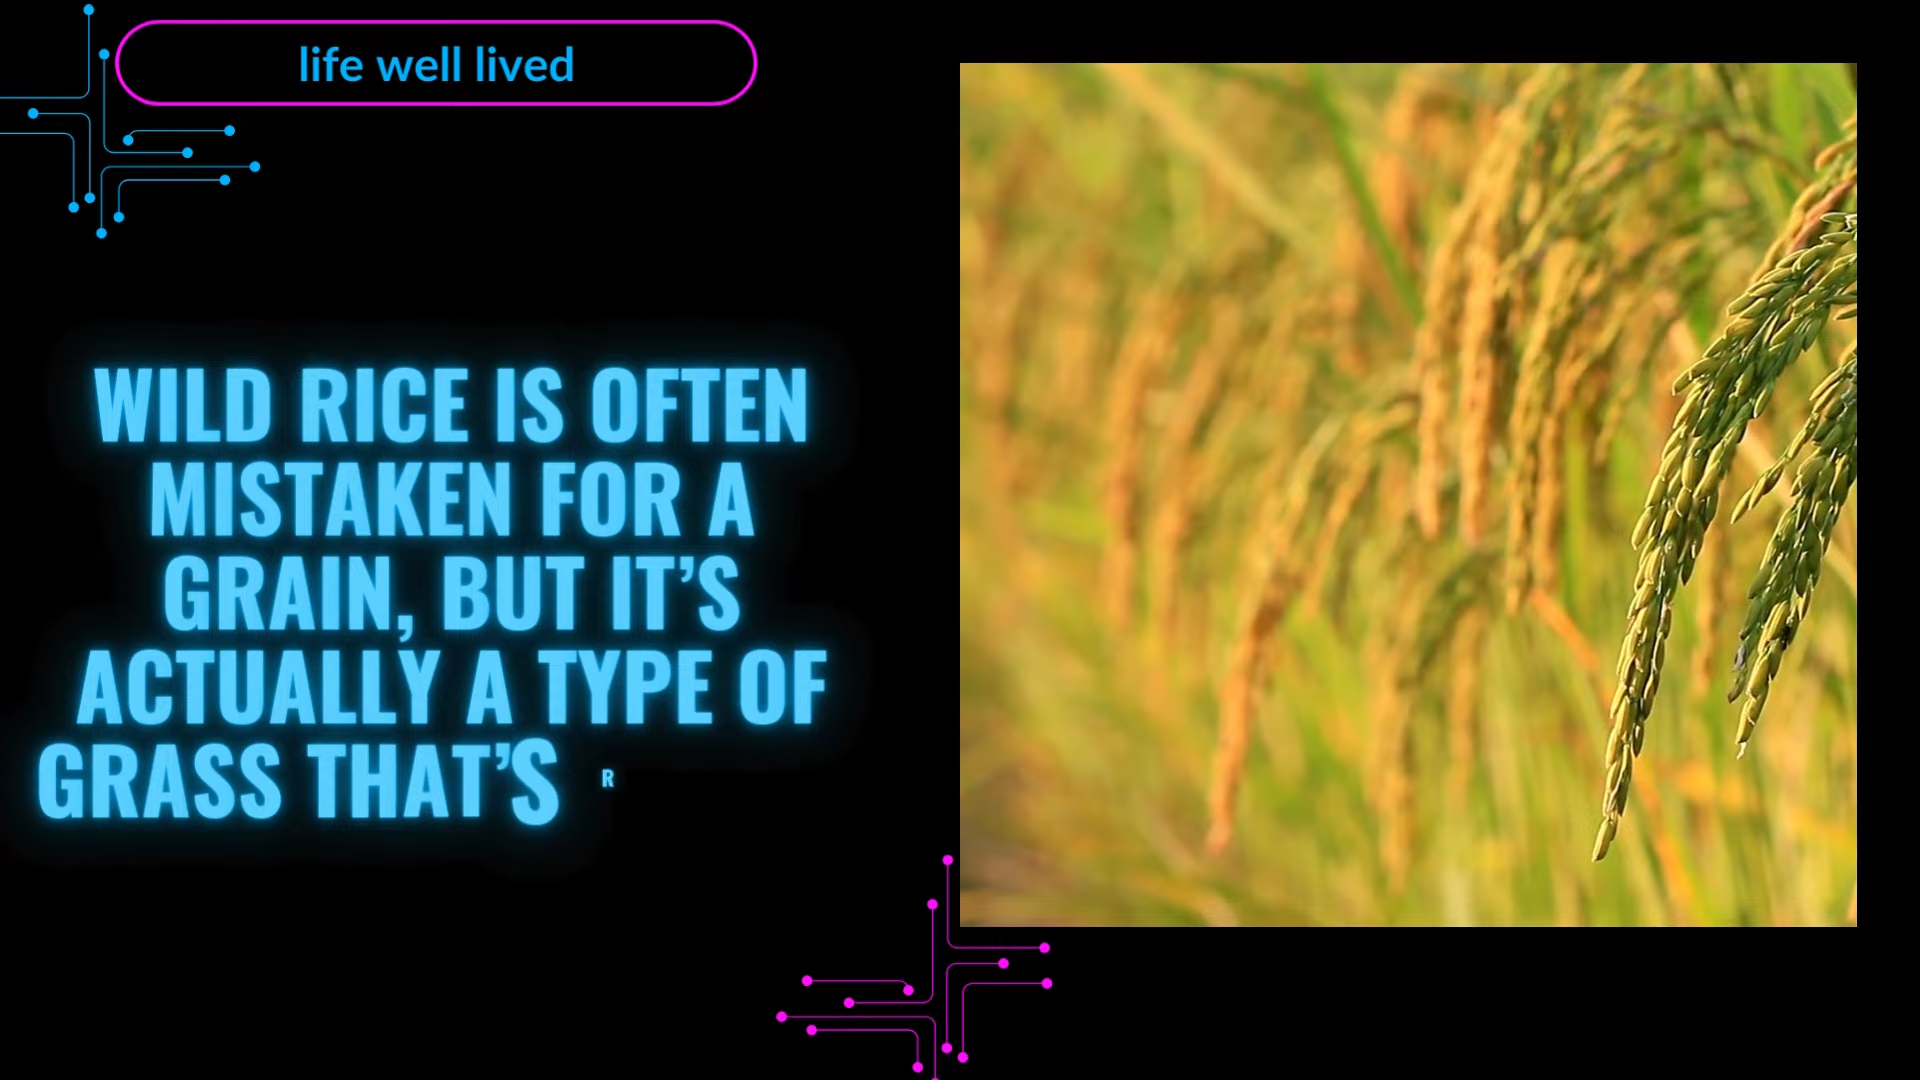 life well lived
WILD RICE IS OFTEN
MISTAKEN FOR A
GRAIN, BUT IT’S
ACTUALLY A TYPE OF
GRASS THAT’S R